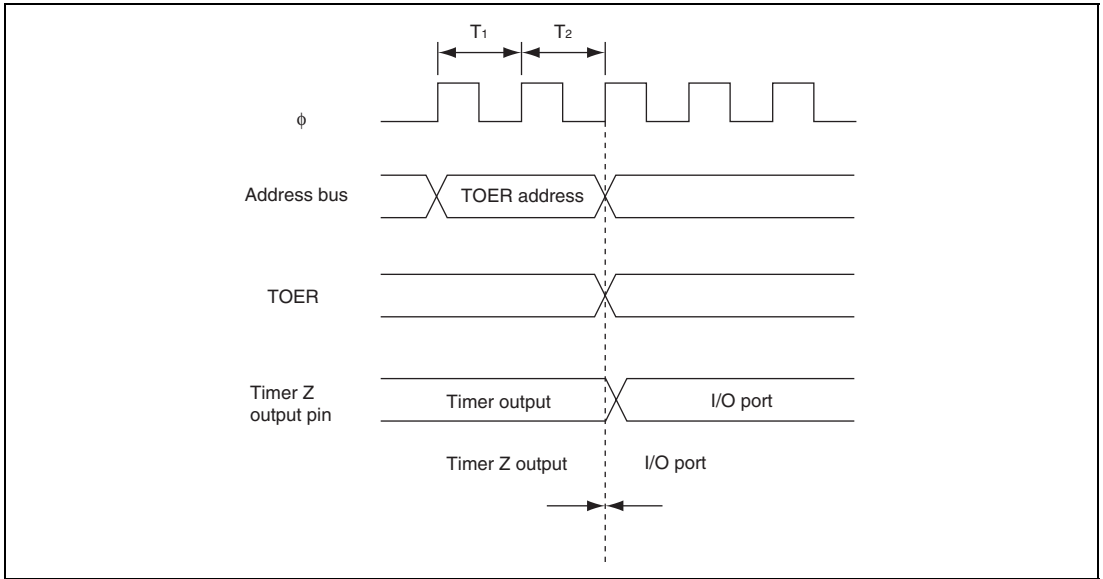 T1 T2
ϕ
Address bus TOER address
TOER
Timer Z
output pin Timer output I/O port
Timer Z output I/O port